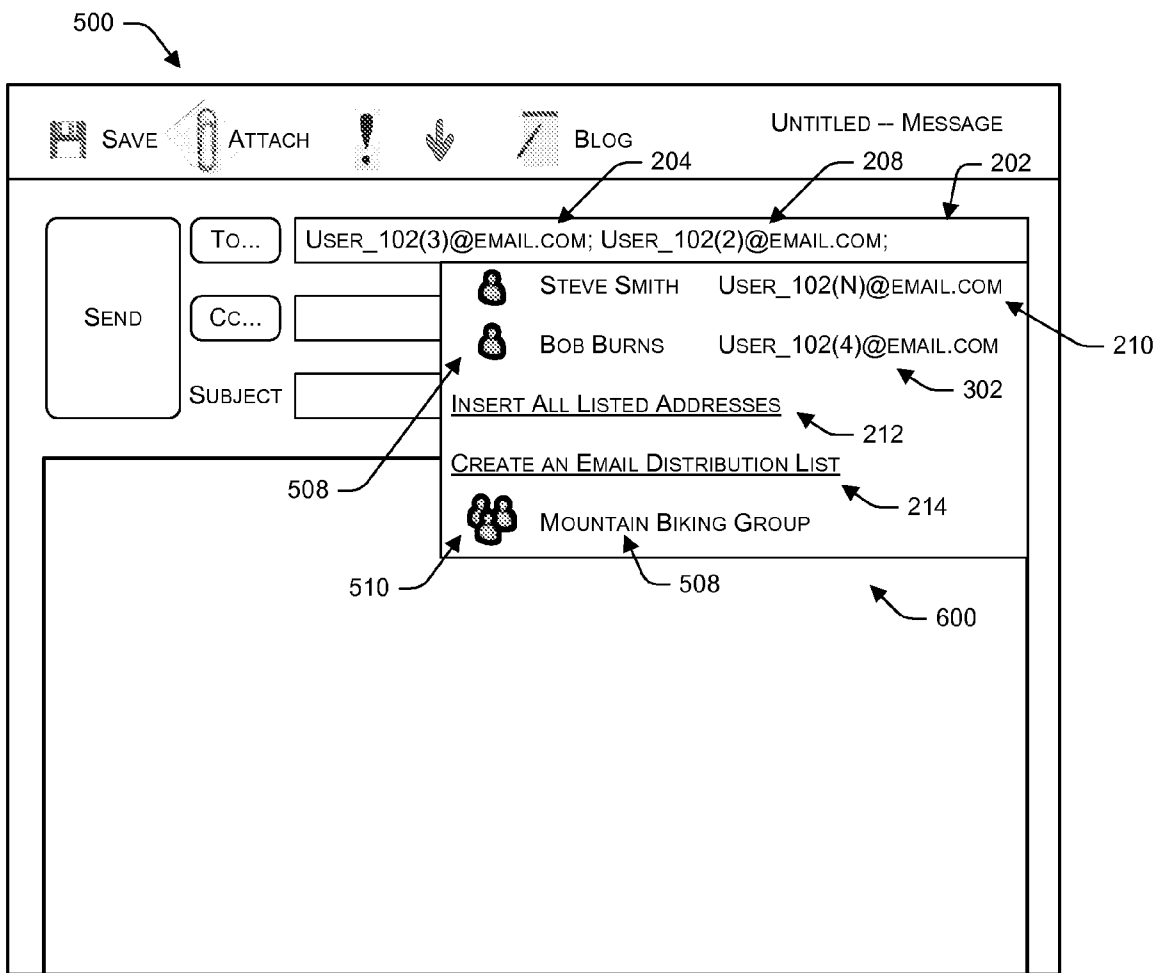 500
SAVE ATTACH BLOG UNTITLED -- MESSAGE
204 208 202
TO... USER_102(3)@EMAIL.COM; USER_102(2)@EMAIL.COM;
STEVE SMITH USER_102(N)@EMAIL.COM
SEND CC... BOB BURNS USER_102(4)@EMAIL.COM 210
302
SUBJECT INSERT ALL LISTED ADDRESSES
212
CREATE AN EMAIL DISTRIBUTION LIST
508 214
MOUNTAIN BIKING GROUP
510 508
600